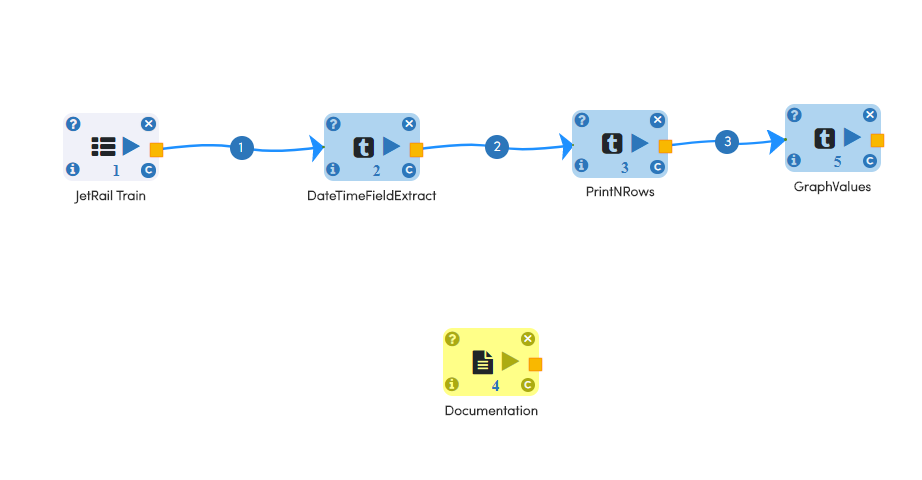 ? ✕
1
i 1 C
JetRail Train
? ✕
t
2
i 2 C
DateTimeFieldExtract
? ✕
t
3
i 3 C
PrintNRows
? ✕
t
i 5 C
GraphValues
? ✕
i 4 C
Documentation